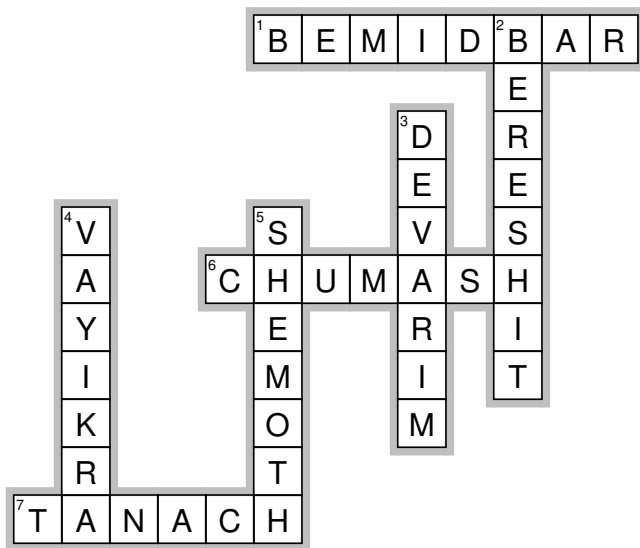 1 BEMIDBAR
2 BERESHIT
3 DEVARIM
4 VAYIKRA
5 SHEMOTH
6 CHUMASH
7 TANACH